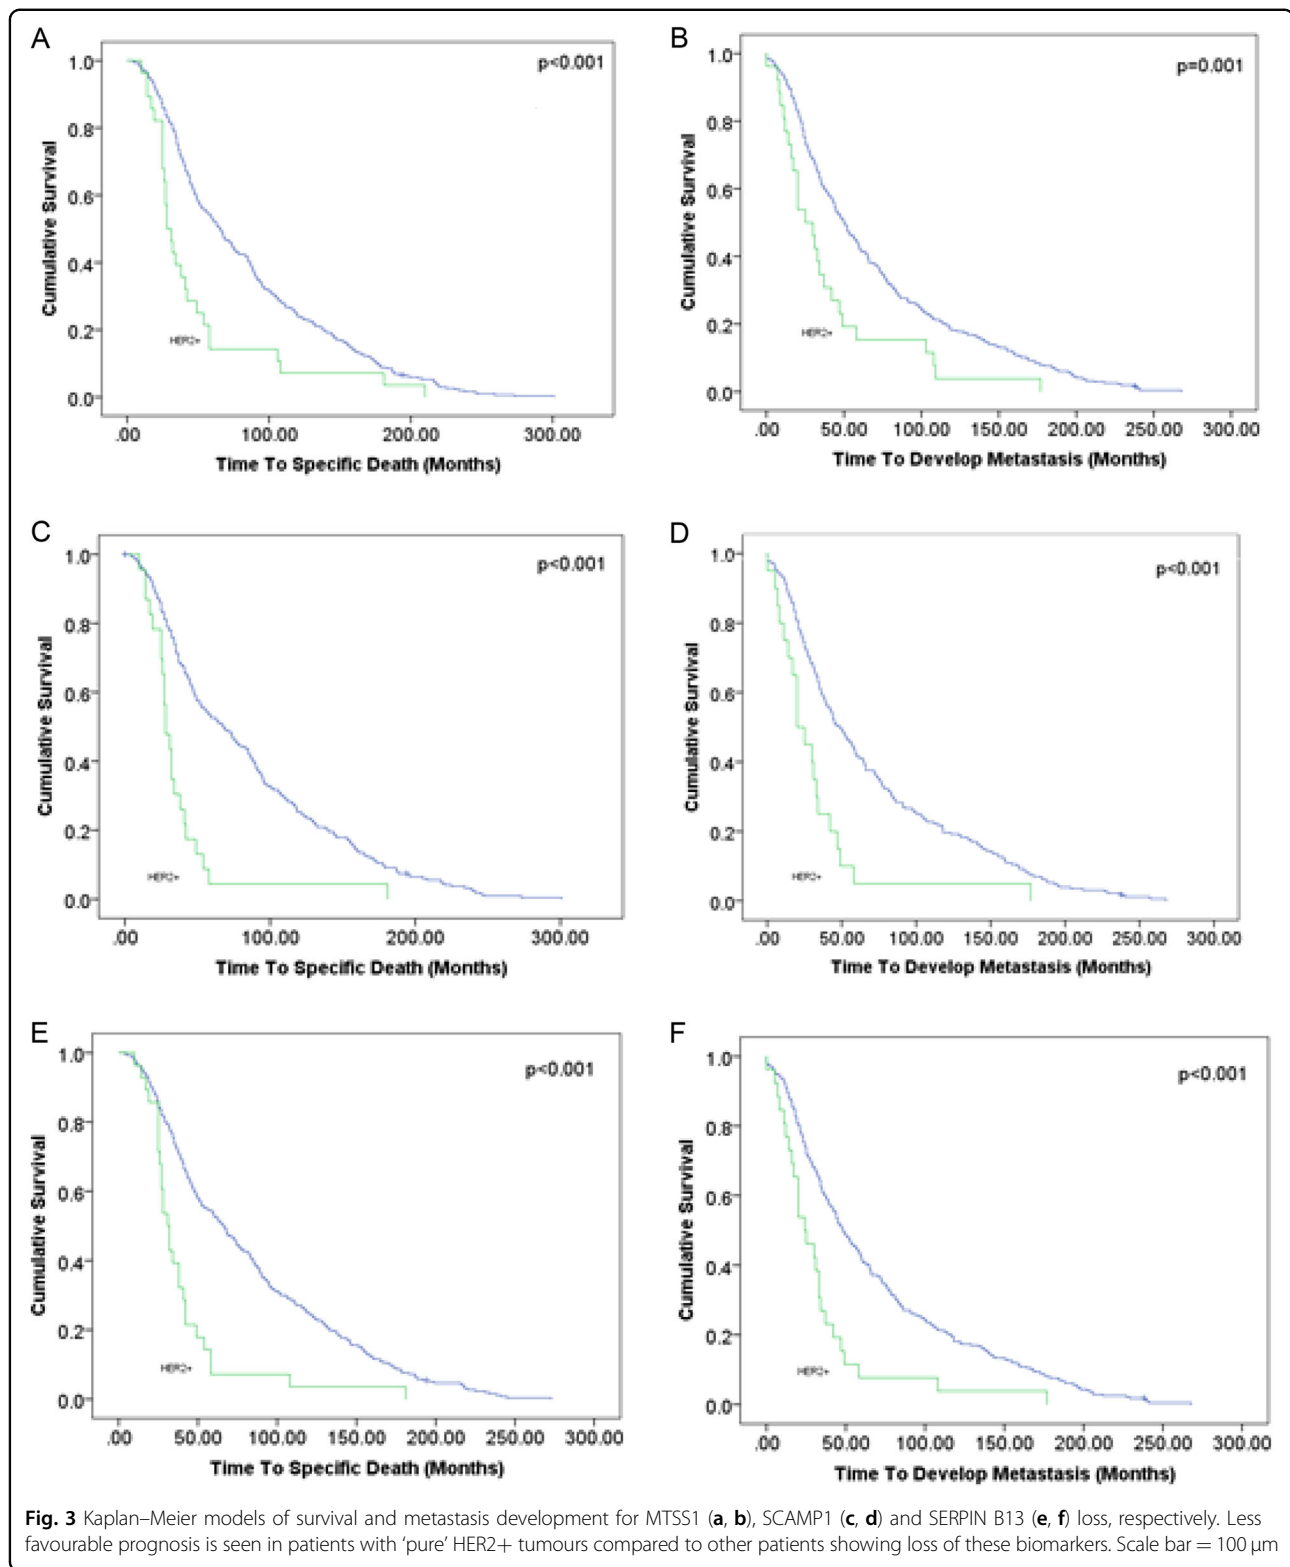 A
p<0.001
Cumulative Survival
1.0
0.8
0.6
0.4
0.2
0.0
HER2+
.00 100.00 200.00 300.00
Time To Specific Death (Months)
B
p=0.001
Cumulative Survival
1.0
0.8
0.6
0.4
0.2
0.0
HER2+
.00 50.00 100.00 150.00 200.00 250.00 300.00
Time To Develop Metastasis (Months)
C
p<0.001
Cumulative Survival
1.0
0.8
0.6
0.4
0.2
0.0
HER2+
.00 100.00 200.00 300.00
Time To Specific Death (Months)
D
p<0.001
Cumulative Survival
1.0
0.8
0.6
0.4
0.2
0.0
HER2+
.00 50.00 100.00 150.00 200.00 250.00 300.00
Time To Develop Metastasis (Months)
E
p<0.001
Cumulative Survival
1.0
0.8
0.6
0.4
0.2
0.0
HER2+
.00 50.00 100.00 150.00 200.00 250.00 300.00
Time To Specific Death (Months)
F
p<0.001
Cumulative Survival
1.0
0.8
0.6
0.4
0.2
0.0
HER2+
.00 50.00 100.00 150.00 200.00 250.00 300.00
Time To Develop Metastasis (Months)
Fig. 3 Kaplan–Meier models of survival and metastasis development for MTSS1 (a, b), SCAMP1 (c, d) and SERPIN B13 (e, f) loss, respectively. Less
favourable prognosis is seen in patients with ‘pure’ HER2+ tumours compared to other patients showing loss of these biomarkers. Scale bar = 100 μm